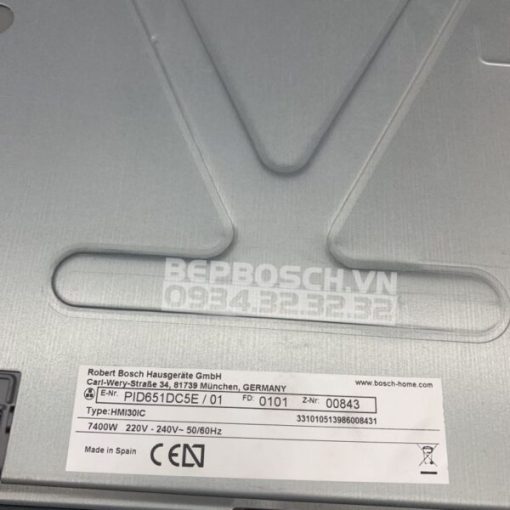 BEPBOSCH.VN
0934.32.32.32
Robert Bosch Hausgeräte GmbH
Carl-Wery-Straße 34, 81739 München, GERMANY
www.bosch-home.com
E-Nr. PID651DC5E / 01 FD: 0101 Z-Nr. 00843
Type:HMI30IC 331010513986008431
7400W 220V - 240V~ 50/60Hz
Made in Spain CE N